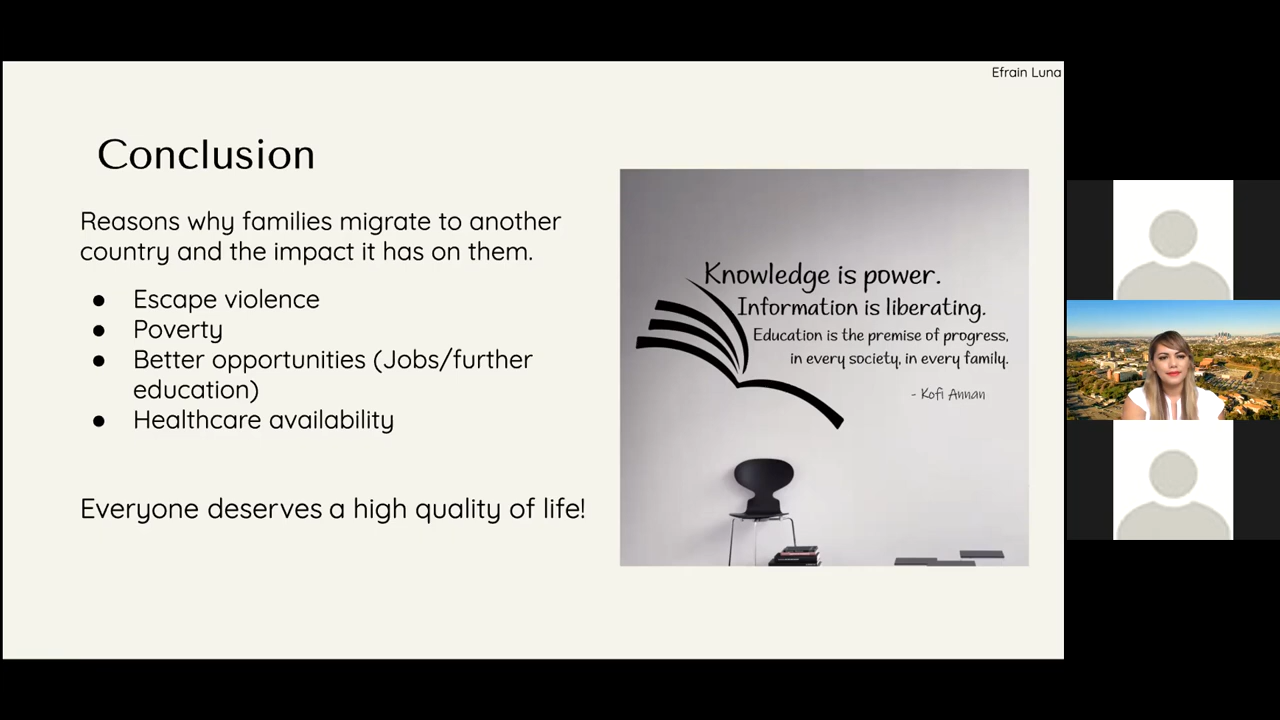 Efrain Luna
Conclusion
Reasons why families migrate to another
country and the impact it has on them.
● Escape violence
● Poverty
● Better opportunities (Jobs/further
education)
● Healthcare availability
Everyone deserves a high quality of life!
Knowledge is power.
Information is liberating.
Education is the premise of progress,
in every society, in every family.
- Kofi Annan